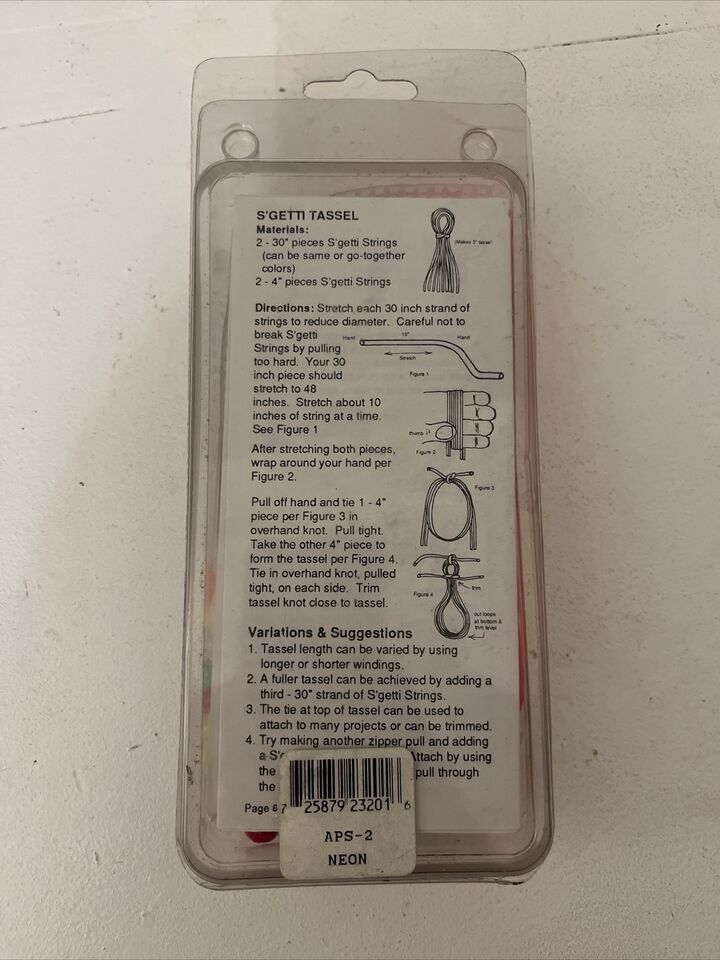 S'GETTI TASSEL
Materials:
2 - 30" pieces S'getti Strings
(can be same or go-together
colors)
2 - 4" pieces S'getti Strings
(Makes 3" tassel)
Directions: Stretch each 30 inch strand of
strings to reduce diameter. Careful not to
break S'getti
Strings by pulling
too hard. Your 30
inch piece should
stretch to 48
inches. Stretch about 10
inches of string at a time.
See Figure 1
Hand
10"
Hand
Stretch
Figure 1
After stretching both pieces,
wrap around your hand per
Figure 2.
thumb
Figure 2
Pull off hand and tie 1 - 4"
piece per Figure 3 in
overhand knot. Pull tight.
Take the other 4" piece to
form the tassel per Figure 4.
Tie in overhand knot, pulled
tight, on each side. Trim
tassel knot close to tassel.
Figure 3
Figure 4
trim
cut loops
at bottom &
trim level
Variations & Suggestions
1. Tassel length can be varied by using
longer or shorter windings.
2. A fuller tassel can be achieved by adding a
third - 30" strand of S'getti Strings.
3. The tie at top of tassel can be used to
attach to many projects or can be trimmed.
4. Try making another zipper pull and adding
a Attach by using
the pull through
the
Page 6
7 25879 23201 6
APS-2
NEON